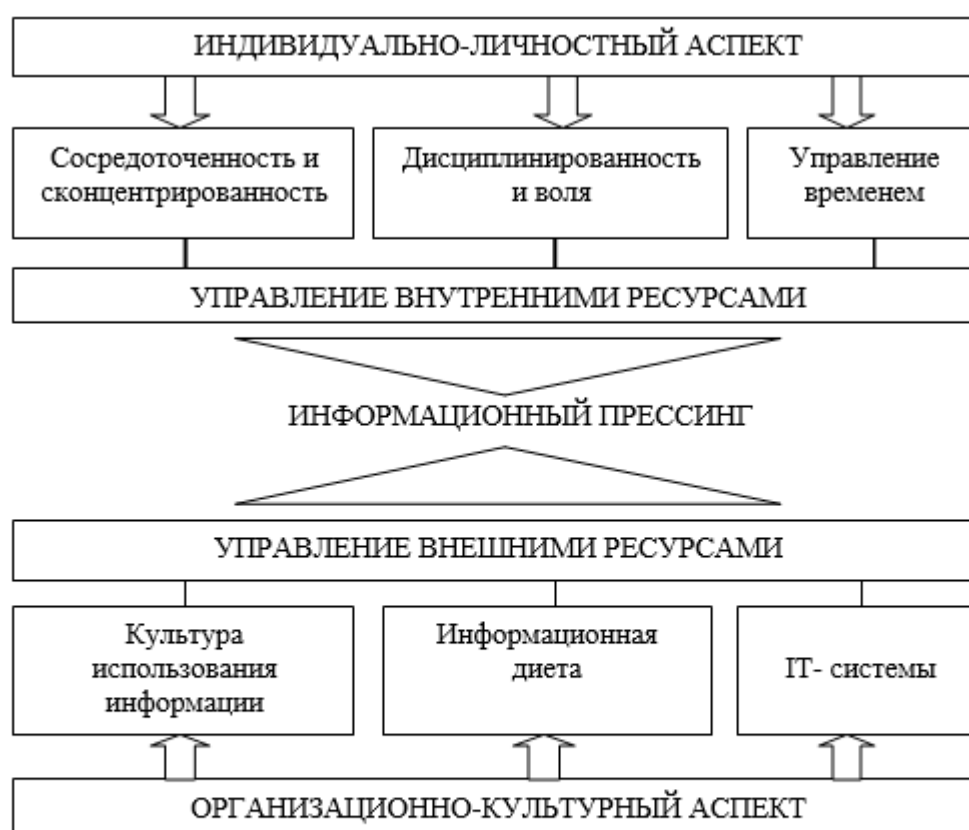 ИНДИВИДУАЛЬНО-ЛИЧНОСТНЫЙ АСПЕКТ
Сосредоточенность и
сконцентрированность
Дисциплинированность
и воля
Управление
временем
УПРАВЛЕНИЕ ВНУТРЕННИМИ РЕСУРСАМИ
ИНФОРМАЦИОННЫЙ ПРЕССИНГ
УПРАВЛЕНИЕ ВНЕШНИМИ РЕСУРСАМИ
Культура
использования
информации
Информационная
диета
IT- системы
ОРГАНИЗАЦИОННО-КУЛЬТУРНЫЙ АСПЕКТ